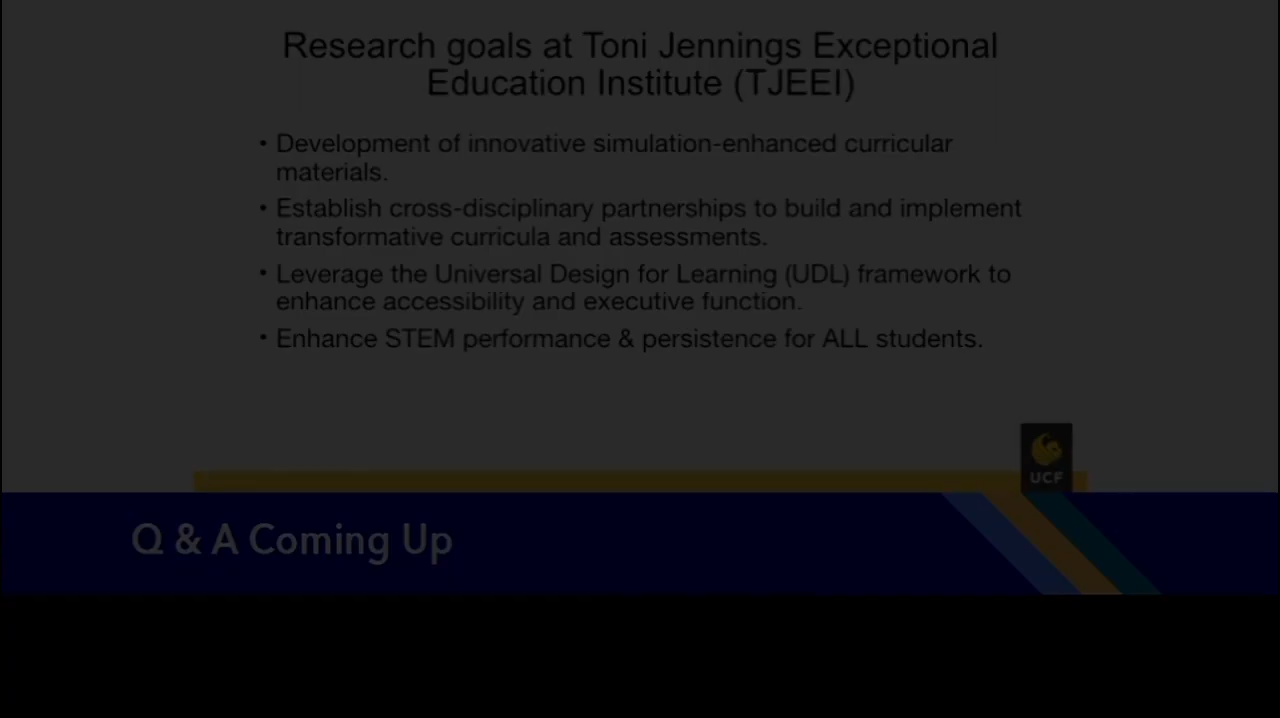 Research goals at Toni Jennings Exceptional
Education Institute (TJEEI)
• Development of innovative simulation-enhanced curricular
materials.
• Establish cross-disciplinary partnerships to build and implement
transformative curricula and assessments.
• Leverage the Universal Design for Learning (UDL) framework to
enhance accessibility and executive function.
• Enhance STEM performance & persistence for ALL students.
UCF
Q & A Coming Up